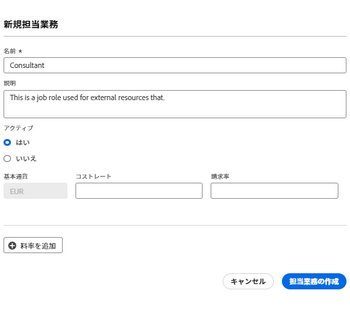 新規担当業務
名前 *
Consultant
説明
This is a job role used for external resources that.
アクティブ
はい
いいえ
基本通貨 コストレート 請求率
EUR
料率を追加
キャンセル 担当業務の作成